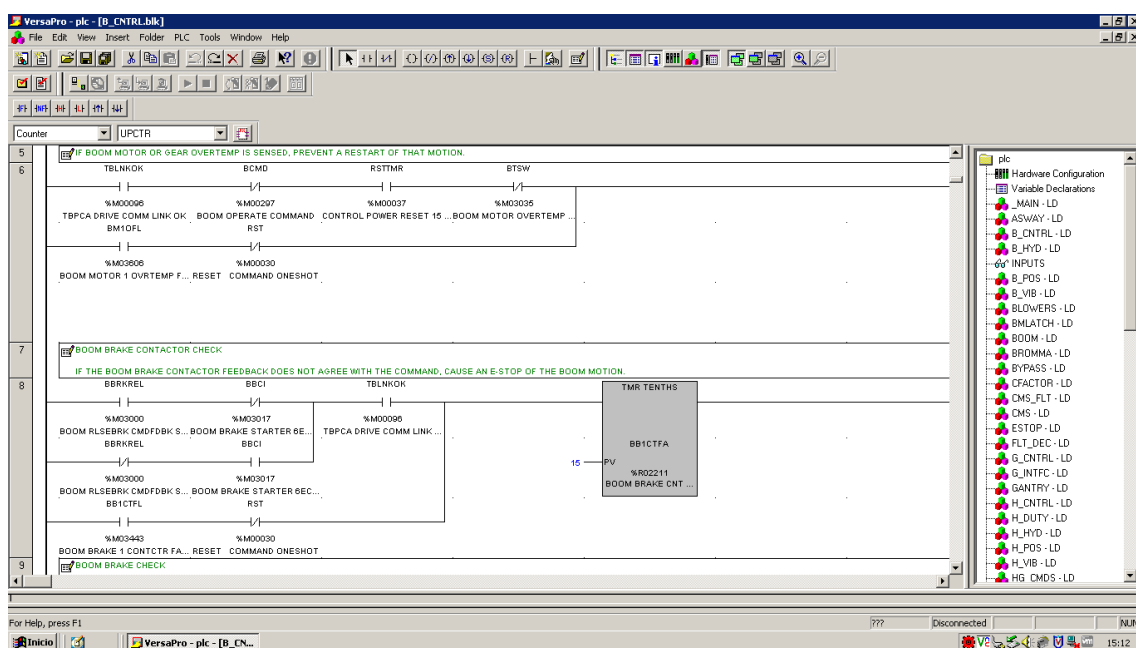 VersaPro - plc - [B_CNTRL.blk]
File Edit View Insert Folder PLC Tools Window Help
Counter UPCTR
5 IF BOOM MOTOR OR GEAR OVERTEMP IS SENSED, PREVENT A RESTART OF THAT MOTION.
6 TBLNKOK BCMD RSTTMR BTSW
%M00096 %M00297 %M00037 %M03035
TBPCA DRIVE COMM LINK OK BOOM OPERATE COMMAND CONTROL POWER RESET 15 ... BOOM MOTOR OVERTEMP ...
BM1OFL RST
%M03606 %M00030
BOOM MOTOR 1 OVRTEMP F... RESET COMMAND ONESHOT
7 BOOM BRAKE CONTACTOR CHECK
IF THE BOOM BRAKE CONTACTOR FEEDBACK DOES NOT AGREE WITH THE COMMAND, CAUSE AN E-STOP OF THE BOOM MOTION.
8 BBRKREL BBCI TBLNKOK TMR TENTHS
%M03000 %M03017 %M00096
BOOM RLSEBRK CMDFDBK S... BOOM BRAKE STARTER 6E... TBPCA DRIVE COMM LINK ...
BBRKREL BBCI BB1CTFA
15 PV
%M03000 %M03017 %R02211
BOOM RLSEBRK CMDFDBK S... BOOM BRAKE STARTER 6EC... BOOM BRAKE CNT ...
BB1CTFL RST
%M03443 %M00030
BOOM BRAKE 1 CONTCTR FA... RESET COMMAND ONESHOT
9 BOOM BRAKE CHECK
plc
Hardware Configuration
Variable Declarations
_MAIN - LD
ASWAY - LD
B_CNTRL - LD
B_HYD - LD
INPUTS
B_POS - LD
B_VIB - LD
BLOWERS - LD
BMLATCH - LD
BOOM - LD
BROMMA - LD
BYPASS - LD
CFACTOR - LD
CMS_FLT - LD
CMS - LD
ESTOP - LD
FLT_DEC - LD
G_CNTRL - LD
G_INTFC - LD
GANTRY - LD
H_CNTRL - LD
H_DUTY - LD
H_HYD - LD
H_POS - LD
H_VIB - LD
HG_CMDS - LD
For Help, press F1 ??? Disconnected NUM
Inicio VersaPro - plc - [B_CN... 15:12